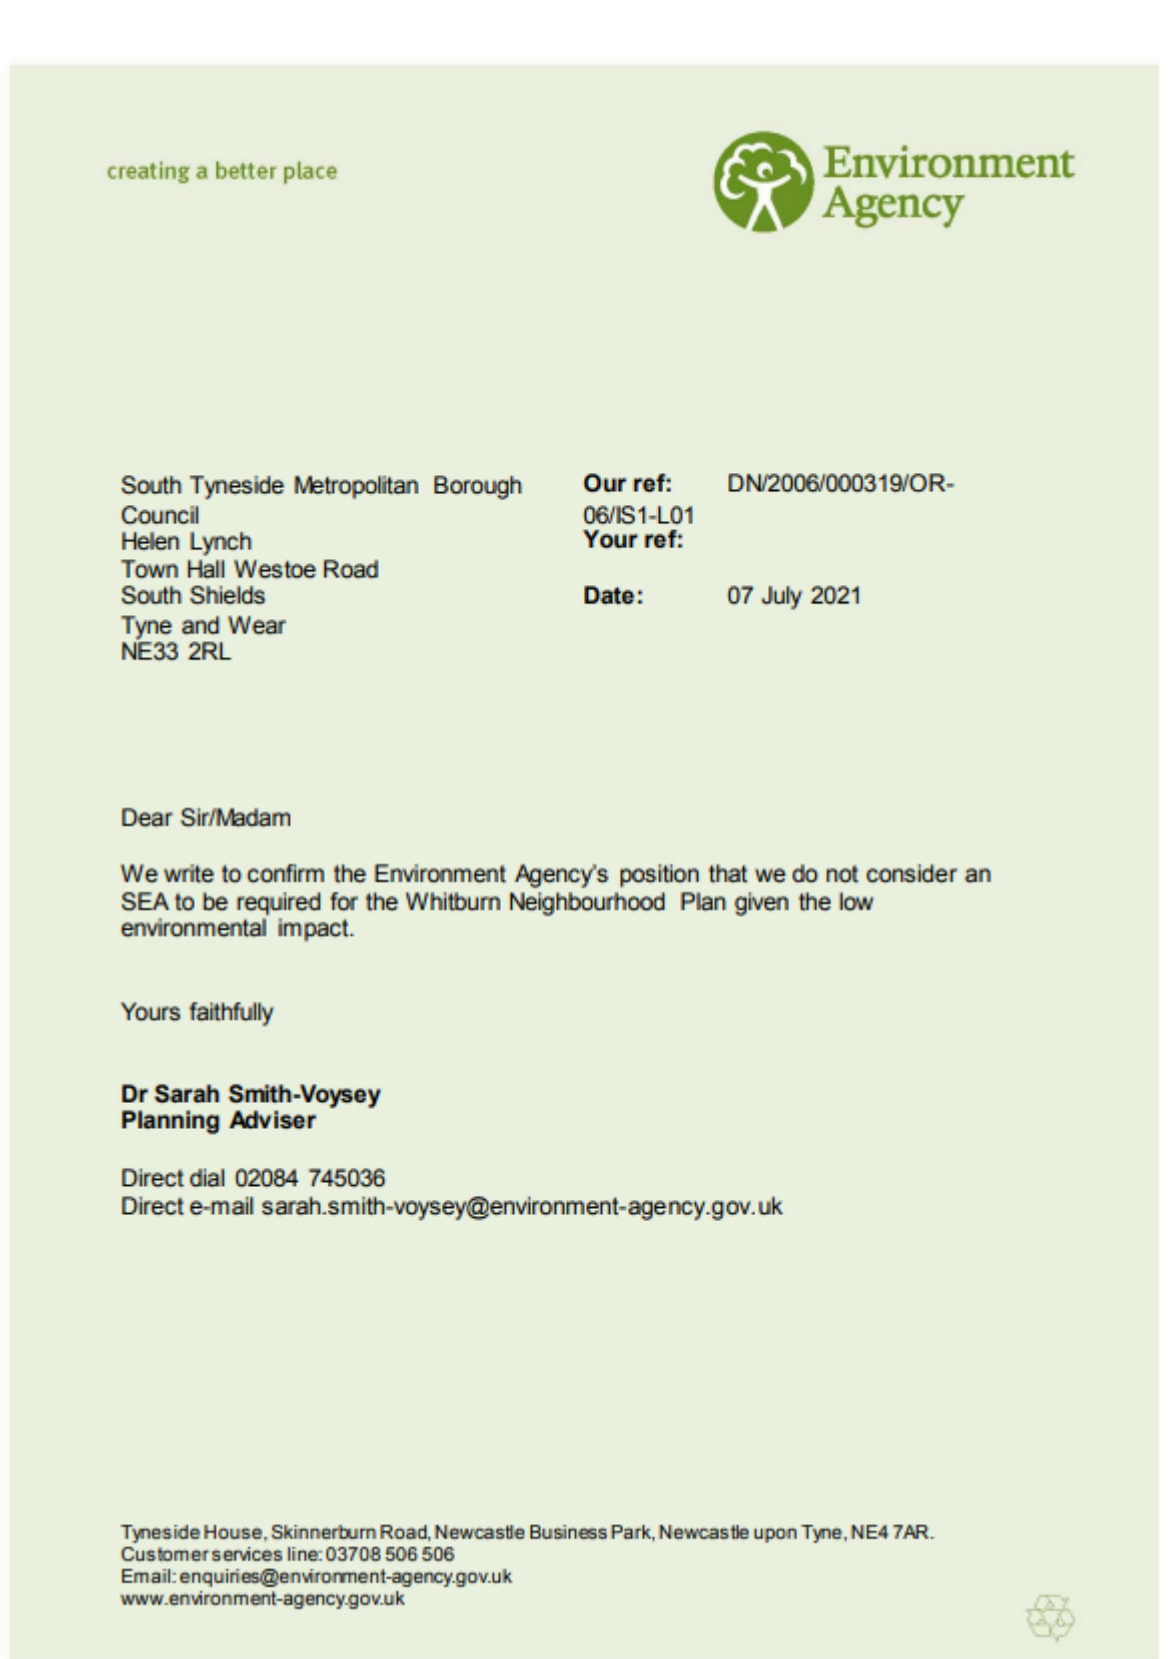 creating a better place
Environment
Agency
South Tyneside Metropolitan Borough
Council
Helen Lynch
Town Hall Westoe Road
South Shields
Tyne and Wear
NE33 2RL
Our ref: DN/2006/000319/OR-
06/IS1-L01
Your ref:
Date: 07 July 2021
Dear Sir/Madam
We write to confirm the Environment Agency's position that we do not consider an
SEA to be required for the Whitburn Neighbourhood Plan given the low
environmental impact.
Yours faithfully
Dr Sarah Smith-Voysey
Planning Adviser
Direct dial 02084 745036
Direct e-mail sarah.smith-voysey@environment-agency.gov.uk
Tyneside House, Skinnerburn Road, Newcastle Business Park, Newcastle upon Tyne, NE4 7AR.
Customer services line: 03708 506 506
Email: enquiries@environment-agency.gov.uk
www.environment-agency.gov.uk